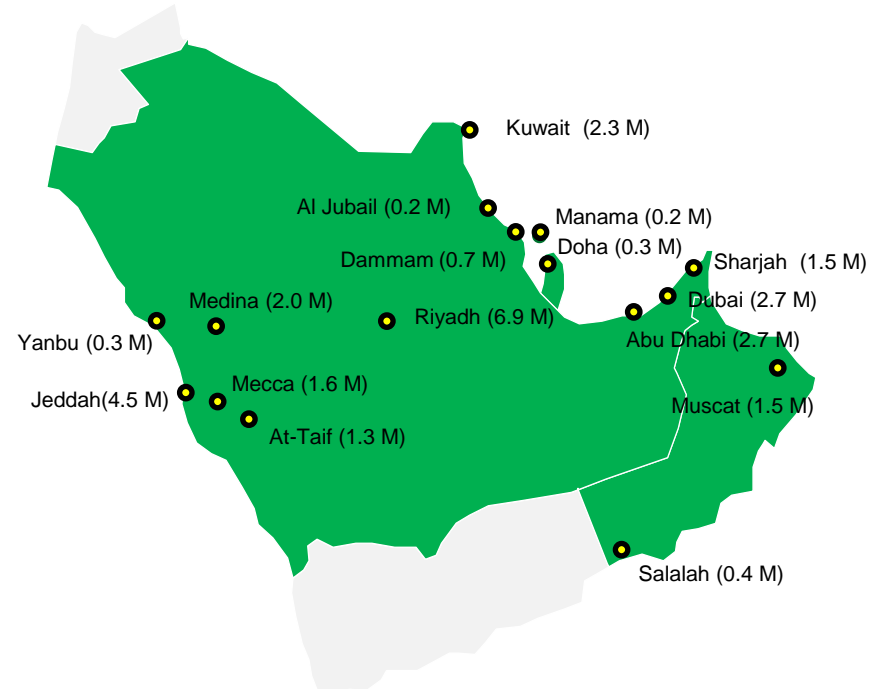 Kuwait  (2.3 M)
Al Jubail (0.2 M)
Manama (0.2 M)
Doha (0.3 M)
Dammam (0.7 M)
Sharjah  (1.5 M)
Medina (2.0 M)
Dubai (2.7 M)
Riyadh (6.9 M)
Yanbu (0.3 M)
Abu Dhabi (2.7 M)
Mecca (1.6 M)
Jeddah(4.5 M)
Muscat (1.5 M)
At-Taif (1.3 M)
Salalah (0.4 M)